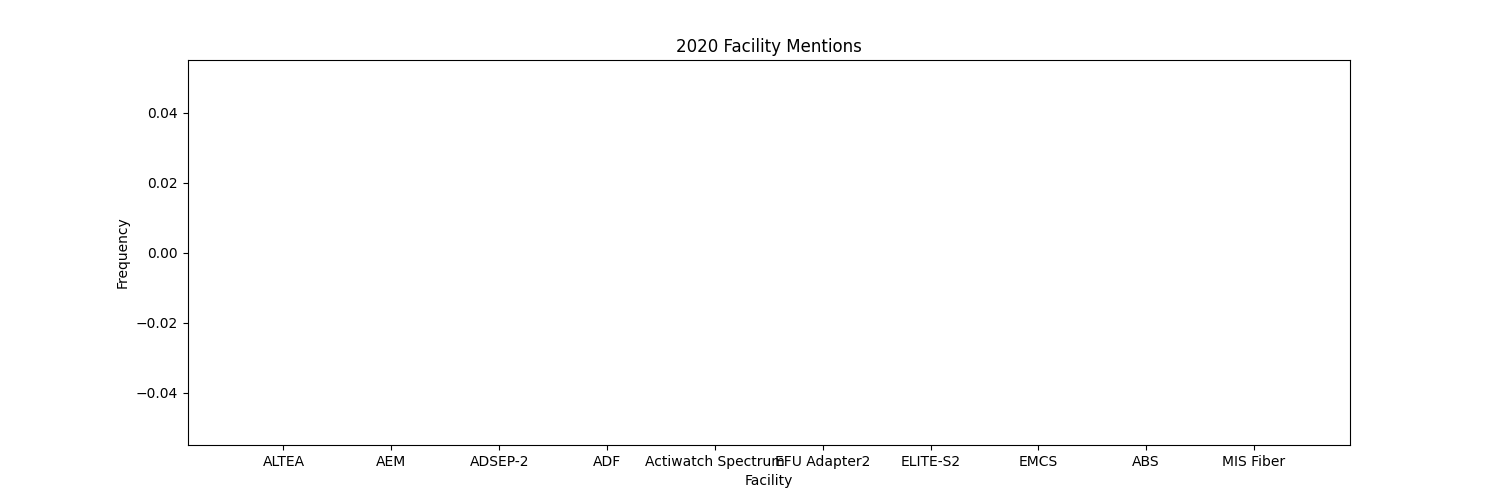 2020 Facility Mentions
0.04
0.02
0.00
−0.02
−0.04
Frequency
ALTEA AEM ADSEP-2 ADF Actiwatch Spectrum EFU Adapter2 ELITE-S2 EMCS ABS MIS Fiber
Facility